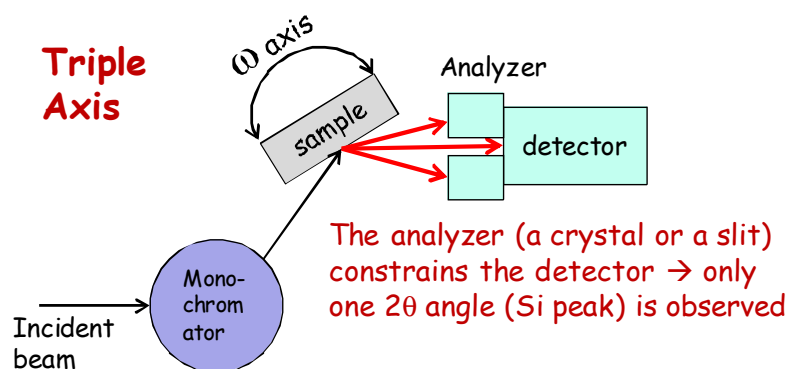 Triple
Axis
ω axis
Analyzer
sample
detector
The analyzer (a crystal or a slit)
constrains the detector → only
one 2θ angle (Si peak) is observed
Mono-
chrom
ator
Incident
beam